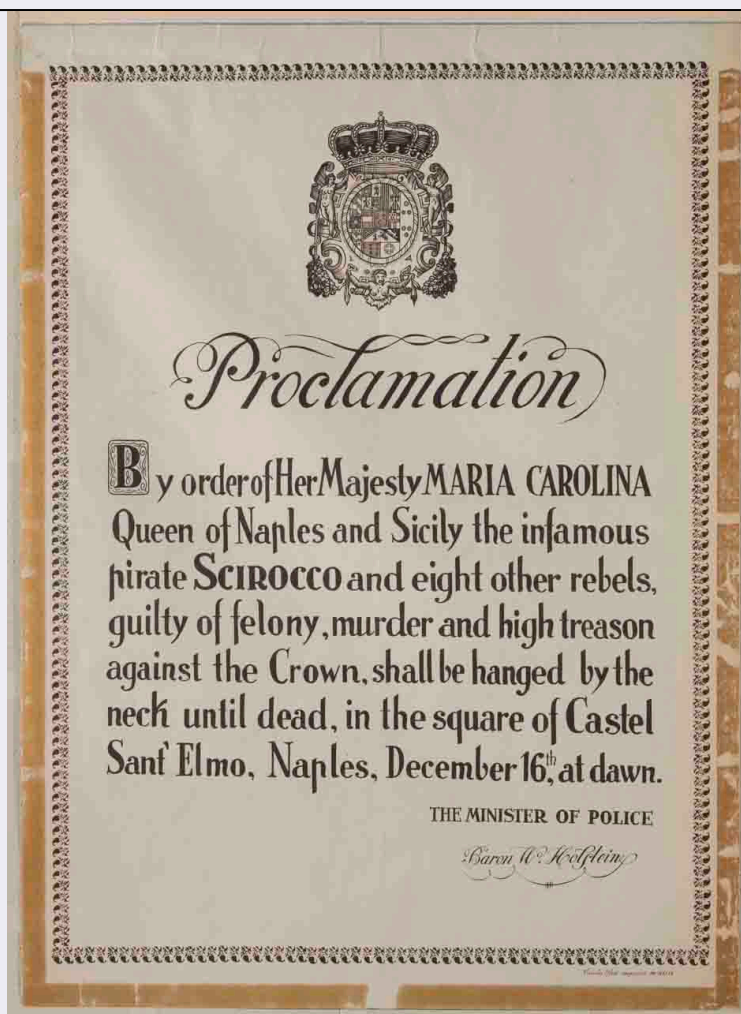 Proclamation
By order of Her Majesty MARIA CAROLINA
Queen of Naples and Sicily the infamous
pirate SCIROCCO and eight other rebels,
guilty of felony, murder and high treason
against the Crown, shall be hanged by the
neck until dead, in the square of Castel
Sant' Elmo, Naples, December 16th, at dawn.
THE MINISTER OF POLICE
Baron W. Holstein